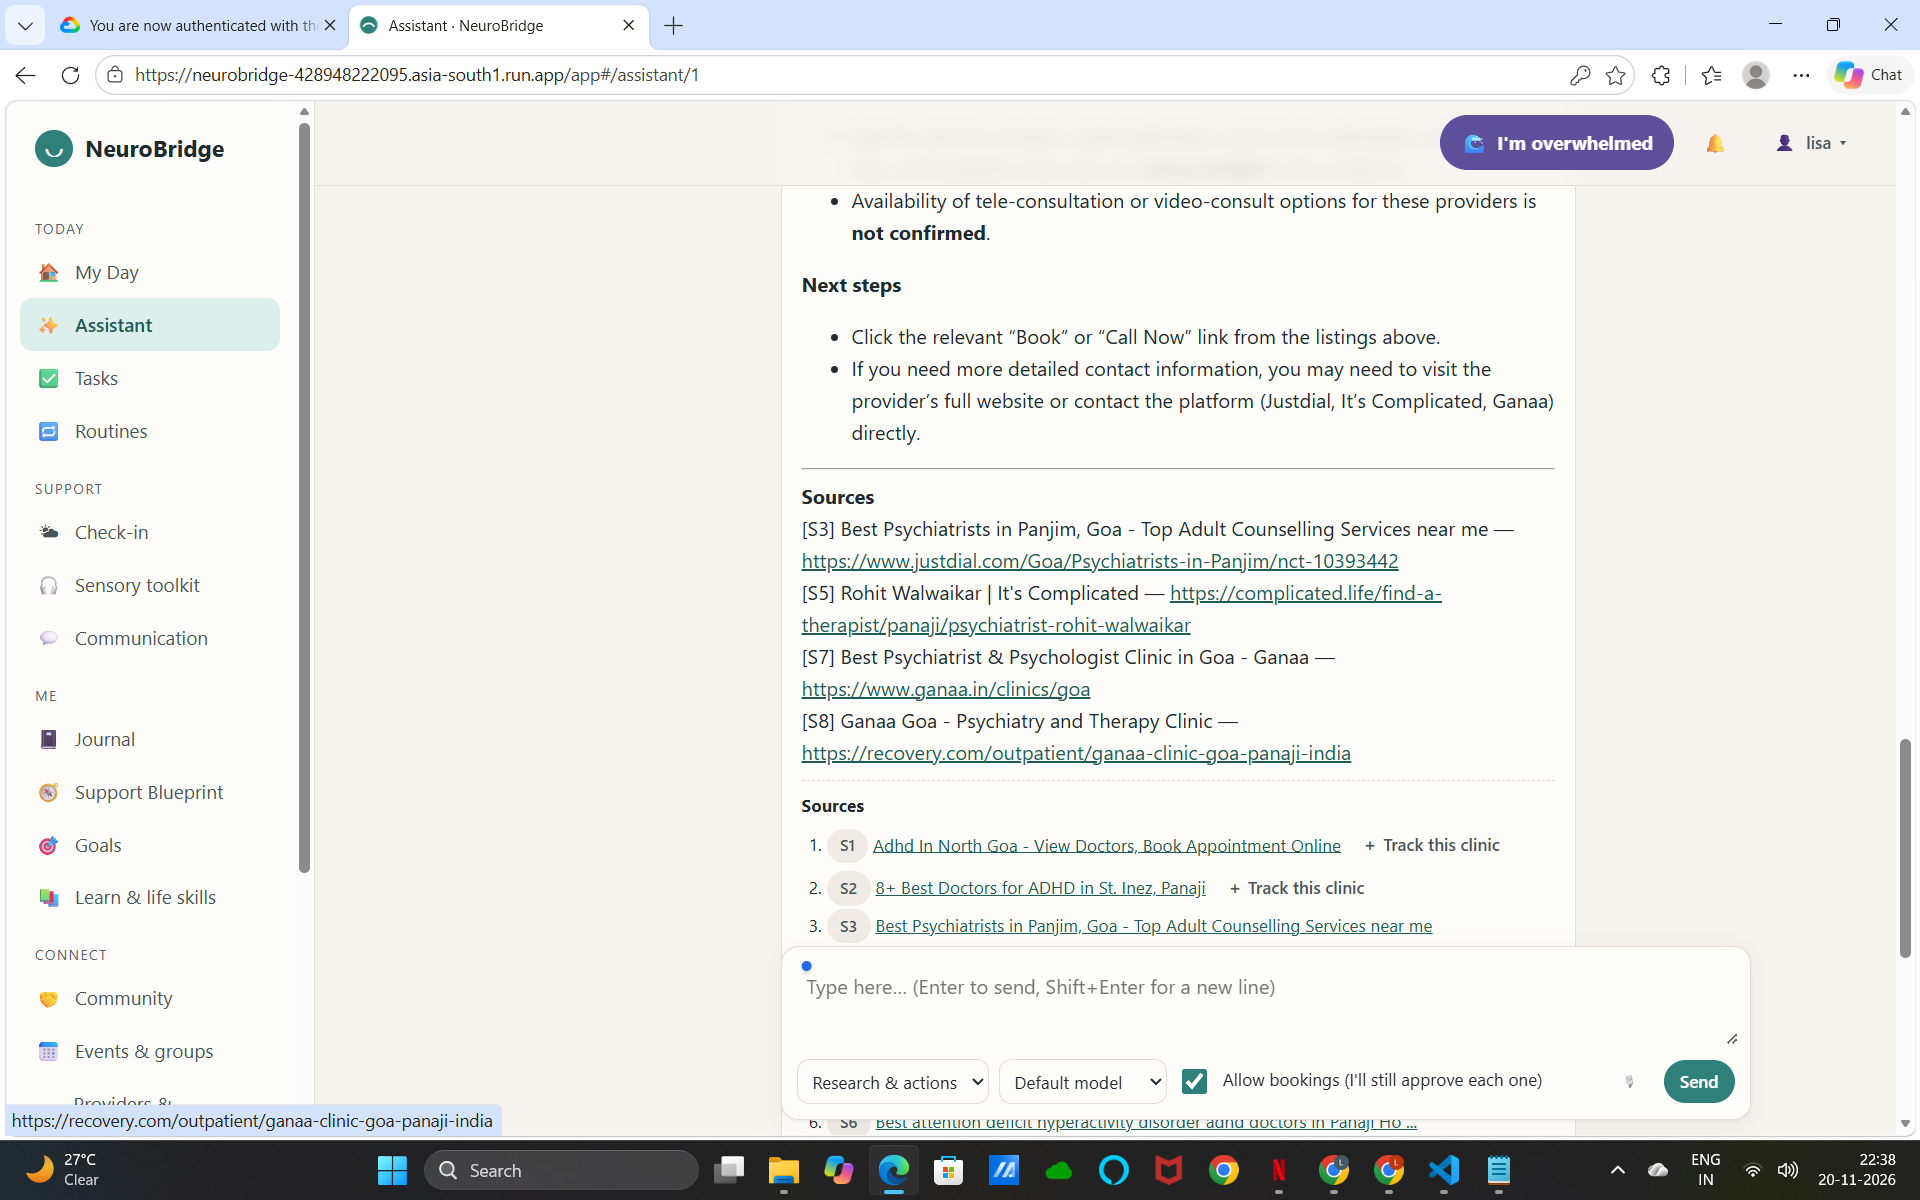 You are now authenticated with th
Assistant · NeuroBridge
https://neurobridge-428948222095.asia-south1.run.app/app#/assistant/1
Chat
NeuroBridge
I'm overwhelmed
lisa
TODAY
My Day
Assistant
Tasks
Routines
SUPPORT
Check-in
Sensory toolkit
Communication
ME
Journal
Support Blueprint
Goals
Learn & life skills
CONNECT
Community
Events & groups
Providers &
https://recovery.com/outpatient/ganaa-clinic-goa-panaji-india
• Availability of tele-consultation or video-consult options for these providers is
not confirmed.
Next steps
• Click the relevant “Book” or “Call Now” link from the listings above.
• If you need more detailed contact information, you may need to visit the
provider’s full website or contact the platform (Justdial, It’s Complicated, Ganaa)
directly.
Sources
[S3] Best Psychiatrists in Panjim, Goa - Top Adult Counselling Services near me —
https://www.justdial.com/Goa/Psychiatrists-in-Panjim/nct-10393442
[S5] Rohit Walwaikar | It's Complicated — https://complicated.life/find-a-
therapist/panaji/psychiatrist-rohit-walwaikar
[S7] Best Psychiatrist & Psychologist Clinic in Goa - Ganaa —
https://www.ganaa.in/clinics/goa
[S8] Ganaa Goa - Psychiatry and Therapy Clinic —
https://recovery.com/outpatient/ganaa-clinic-goa-panaji-india
Sources
1. S1 Adhd In North Goa - View Doctors, Book Appointment Online + Track this clinic
2. S2 8+ Best Doctors for ADHD in St. Inez, Panaji + Track this clinic
3. S3 Best Psychiatrists in Panjim, Goa - Top Adult Counselling Services near me
Type here... (Enter to send, Shift+Enter for a new line)
Research & actions
Default model
Allow bookings (I'll still approve each one)
Send
6. S6 Best attention deficit hyperactivity disorder adhd doctors in Panaji Ho ...
27°C
Clear
Search
ENG
IN
22:38
20-11-2026